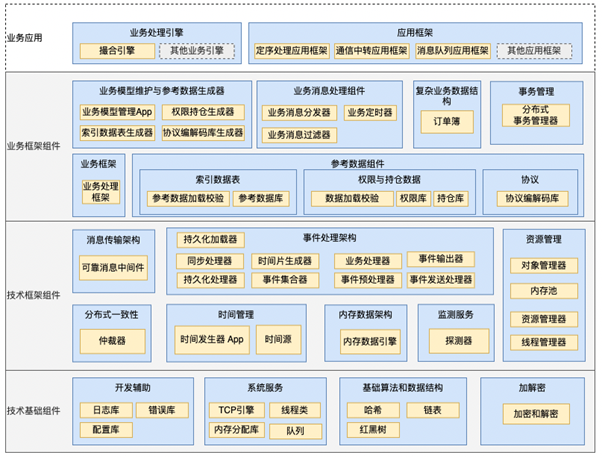 业务应用
业务处理引擎
撮合引擎
其他业务引擎
应用框架
定序处理应用框架
通信中转应用框架
消息队列应用框架
其他应用框架
业务框架组件
业务模型维护与参考数据生成器
业务模型管理App
权限持仓生成器
索引数据表生成器
协议编解码库生成器
业务消息处理组件
业务消息分发器
业务定时器
业务消息过滤器
复杂业务数据结
构
订单簿
事务管理
分布式
事务管理器
业务框架
业务处理
框架
参考数据组件
索引数据表
参考数据加载校验
参考数据库
权限与持仓数据
数据加载校验
权限库
持仓库
协议
协议编解码库
技术框架组件
消息传输架构
可靠消息中间件
事件处理架构
持久化加载器
同步处理器
时间片生成器
业务处理器
事件输出器
持久化处理器
事件集合器
事件预处理器
事件发送处理器
资源管理
对象管理器
内存池
资源管理器
线程管理器
分布式一致性
仲裁器
时间管理
时间发生器 App
时间源
内存数据架构
内存数据引擎
监测服务
探测器
技术基础组件
开发辅助
日志库
错误库
配置库
系统服务
TCP引擎
线程类
内存分配库
队列
基础算法和数据结构
哈希
链表
红黑树
加解密
加密和解密